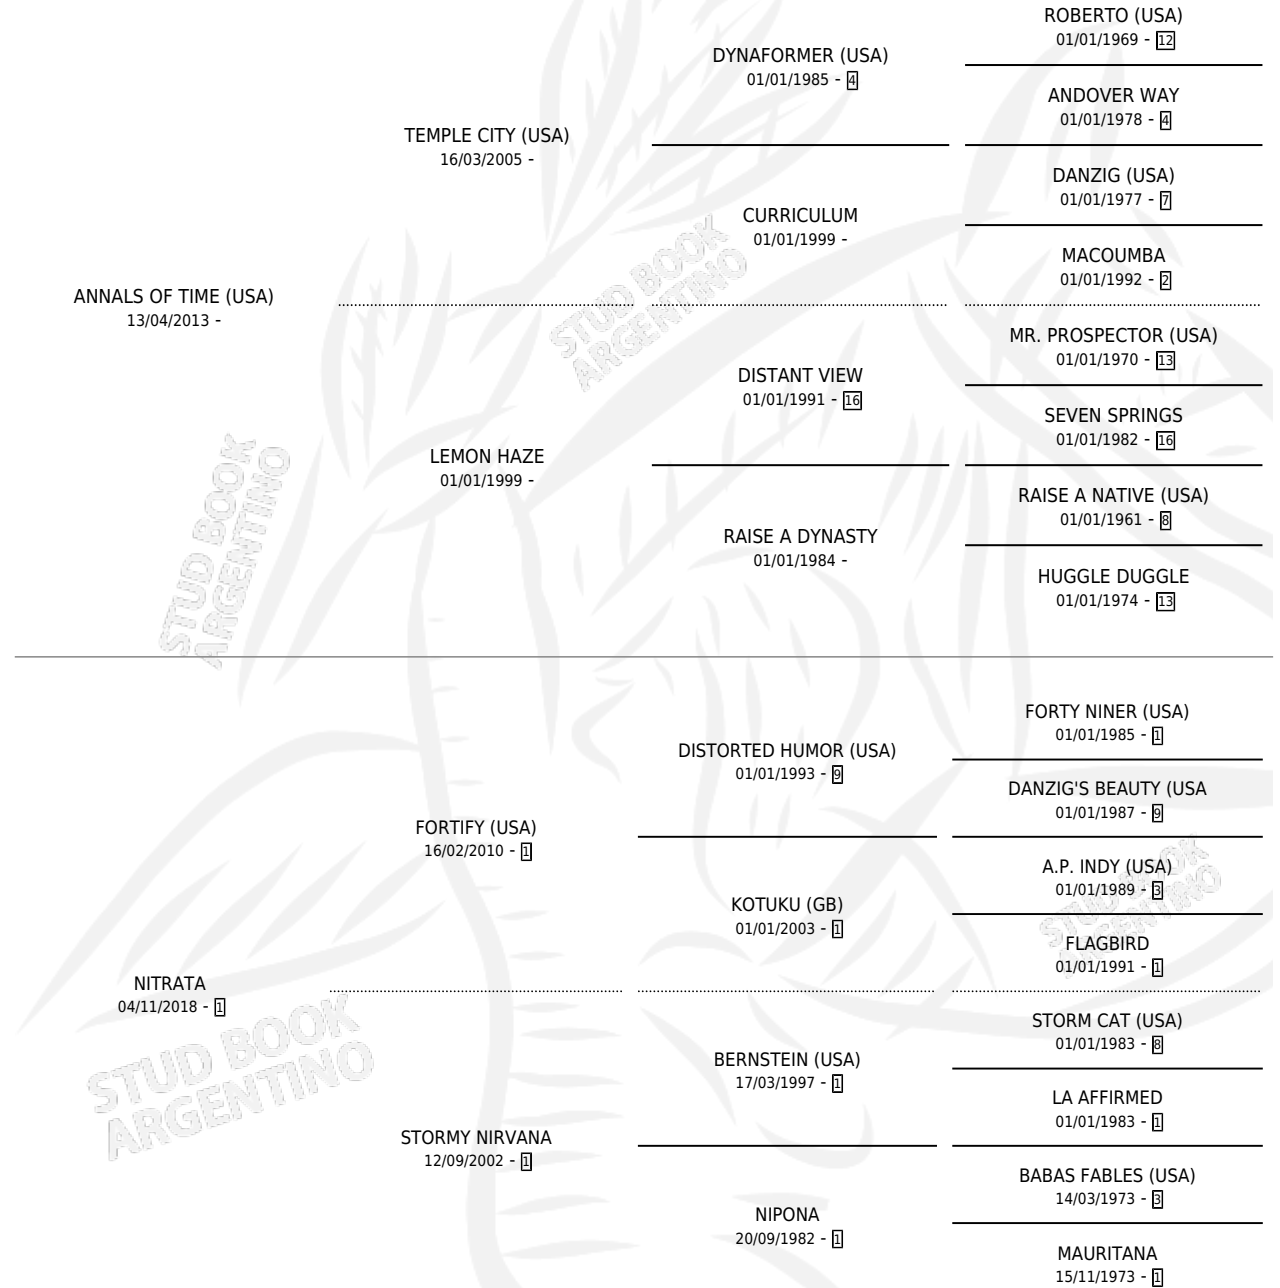 ROBERTO (USA)
01/01/1969 - 12
DYNAFORMER (USA)
01/01/1985 - 4
ANDOVER WAY
01/01/1978 - 4
TEMPLE CITY (USA)
16/03/2005 -
DANZIG (USA)
01/01/1977 - 7
CURRICULUM
01/01/1999 -
MACOUMBA
01/01/1992 - 2
ANNALS OF TIME (USA)
13/04/2013 -
MR. PROSPECTOR (USA)
01/01/1970 - 13
DISTANT VIEW
01/01/1991 - 16
SEVEN SPRINGS
01/01/1982 - 16
LEMON HAZE
01/01/1999 -
RAISE A NATIVE (USA)
01/01/1961 - 8
RAISE A DYNASTY
01/01/1984 -
HUGGLE DUGGLE
01/01/1974 - 13
STUD BOOK
ARGENTINO
STUD BOOK
ARGENTINO
FORTY NINER (USA)
01/01/1985 - 1
DISTORTED HUMOR (USA)
01/01/1993 - 9
DANZIG'S BEAUTY (USA
01/01/1987 - 9
FORTIFY (USA)
16/02/2010 - 1
A.P. INDY (USA)
01/01/1989 - 3
KOTUKU (GB)
01/01/2003 - 1
FLAGBIRD
01/01/1991 - 1
NITRATA
04/11/2018 - 1
STORM CAT (USA)
01/01/1983 - 8
BERNSTEIN (USA)
17/03/1997 - 1
LA AFFIRMED
01/01/1983 - 1
STORMY NIRVANA
12/09/2002 - 1
BABAS FABLES (USA)
14/03/1973 - 3
NIPONA
20/09/1982 - 1
MAURITANA
15/11/1973 - 1
STUD BOOK
ARGENTINO
STUD BOOK
ARGENTINO